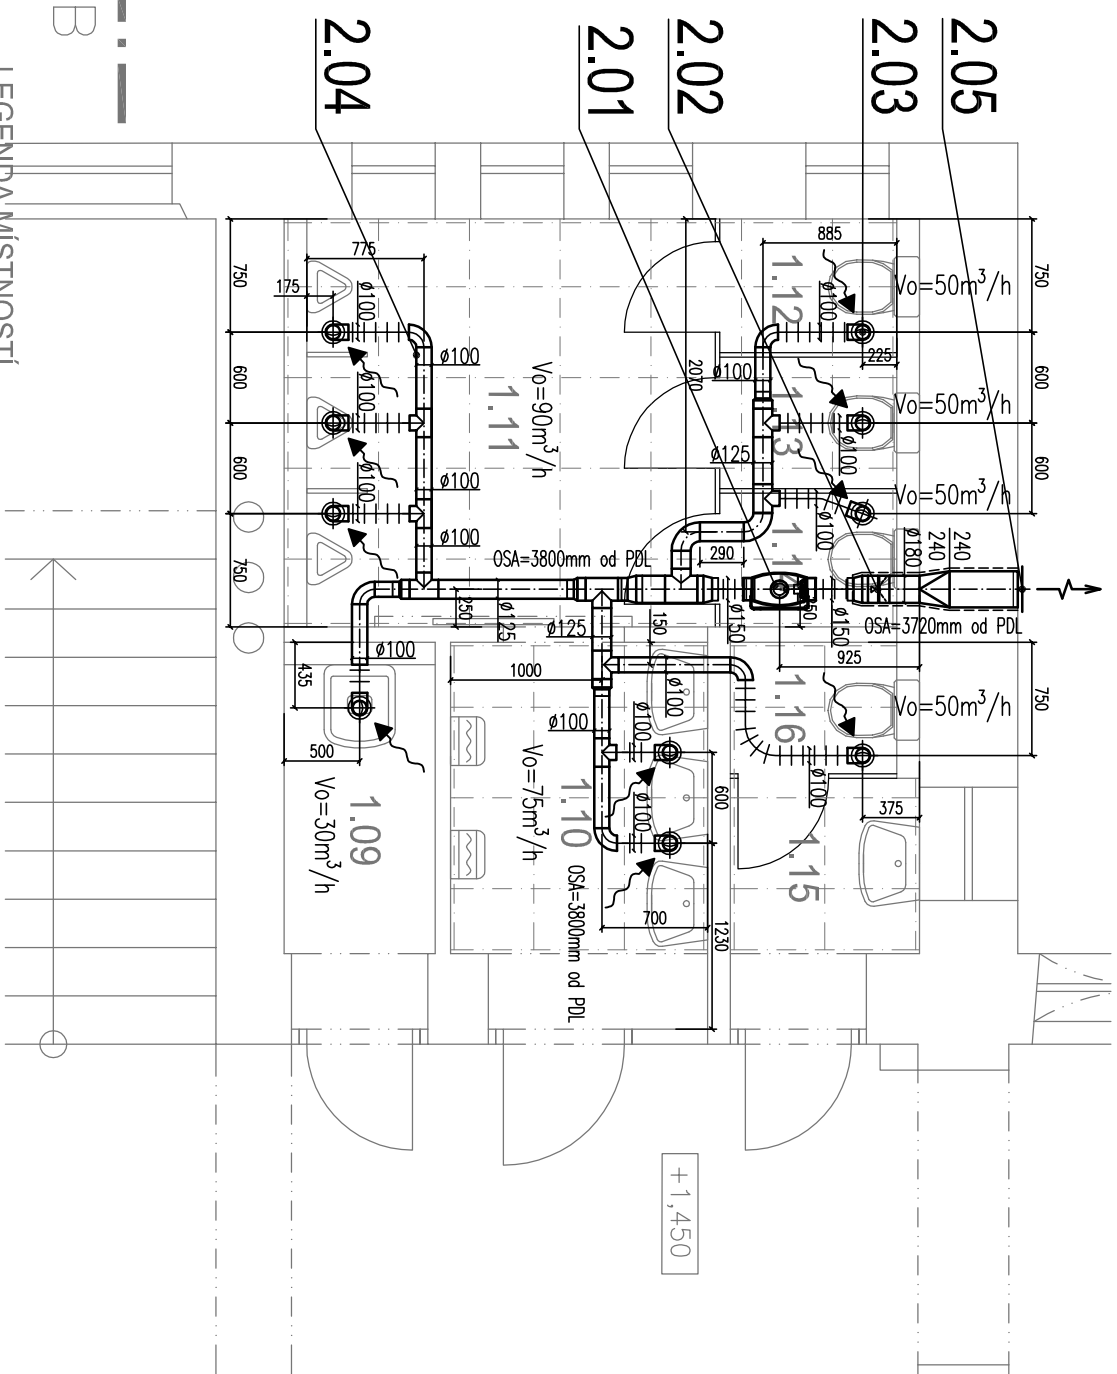 2.04
2.01
2.02
2.03
2.05
B
LEGENDA MÍSTNOSTÍ
750
600
600
750
175
775
ø100
ø100
ø100
ø100
ø100
ø100
Vo=90m³/h
1.11
885
1.12
ø100
Vo=50m³/h
750
225
2070
ø100
1.13
ø100
Vo=50m³/h
600
ø125
ø100
Vo=50m³/h
600
290
ø180
240
240
OSA=3800mm od PDL
250
ø125
ø125
150
ø150
ø150
OSA=3720mm od PDL
925
ø100
435
500
1000
ø100
ø100
ø100
ø100
1.16
Vo=50m³/h
750
ø100
375
1.09
Vo=30m³/h
Vo=75m³/h
1.10
600
1.15
700
1230
OSA=3800mm od PDL
+1,450